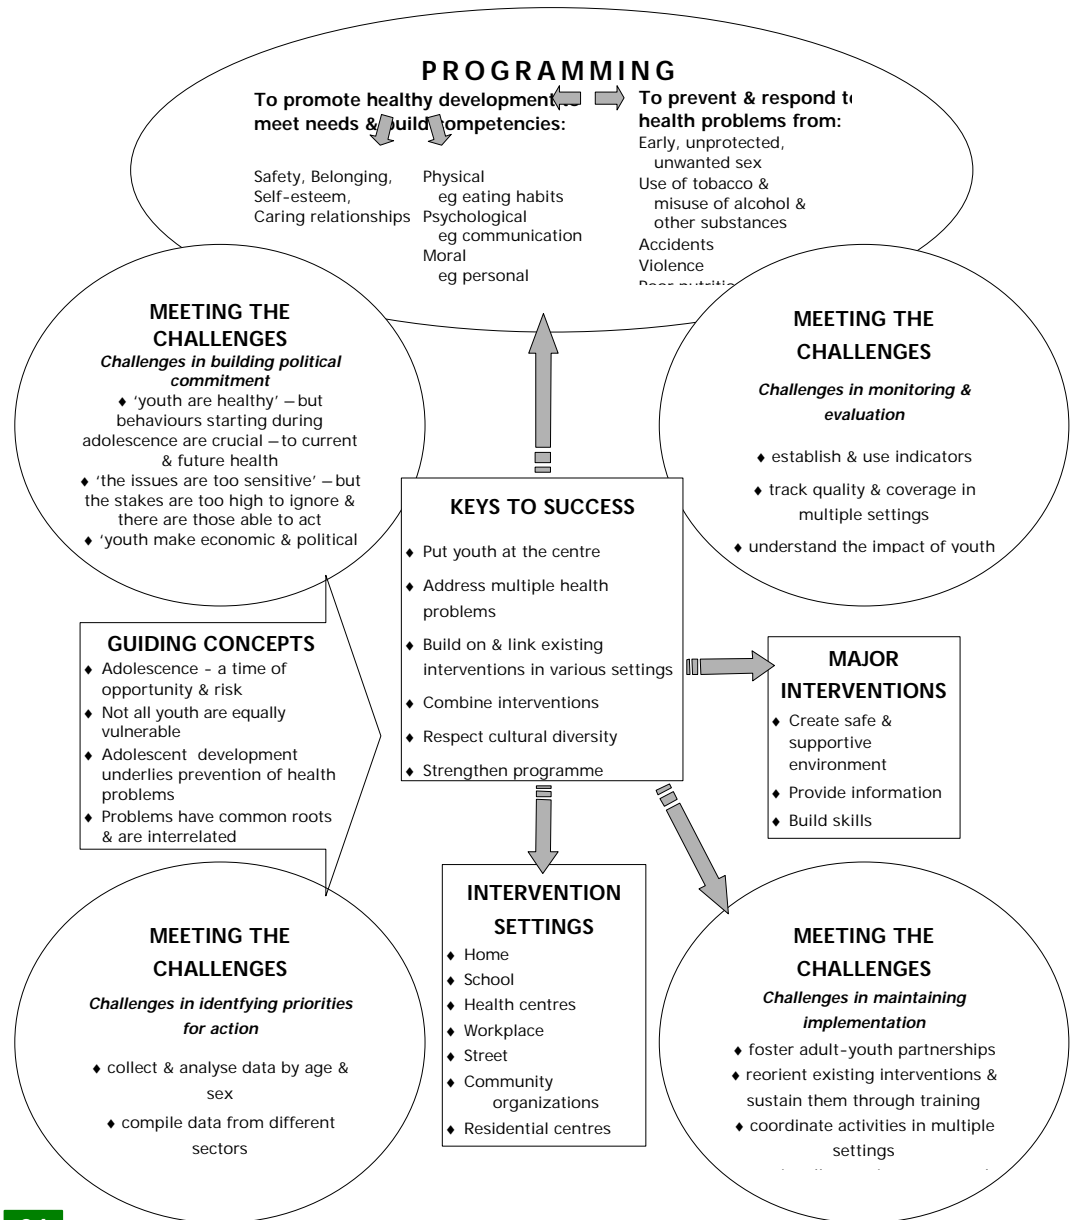 PROGRAMMING
To promote healthy development to
meet needs & build competencies:
Safety, Belonging,
Self-esteem,
Caring relationships
Physical
eg eating habits
Psychological
eg communication
Moral
eg personal
To prevent & respond to
health problems from:
Early, unprotected,
unwanted sex
Use of tobacco &
misuse of alcohol &
other substances
Accidents
Violence
MEETING THE
CHALLENGES
Challenges in building political
commitment
♦ ‘youth are healthy’ – but
behaviours starting during
adolescence are crucial – to current
& future health
♦ ‘the issues are too sensitive’ – but
the stakes are too high to ignore &
there are those able to act
♦ ‘youth make economic & political
MEETING THE
CHALLENGES
Challenges in monitoring &
evaluation
♦ establish & use indicators
♦ track quality & coverage in
multiple settings
♦ understand the impact of youth
KEYS TO SUCCESS
♦ Put youth at the centre
♦ Address multiple health
problems
♦ Build on & link existing
interventions in various settings
♦ Combine interventions
♦ Respect cultural diversity
♦ Strengthen programme
GUIDING CONCEPTS
♦ Adolescence - a time of
opportunity & risk
♦ Not all youth are equally
vulnerable
♦ Adolescent development
underlies prevention of health
problems
♦ Problems have common roots
& are interrelated
MAJOR
INTERVENTIONS
♦ Create safe &
supportive
environment
♦ Provide information
♦ Build skills
MEETING THE
CHALLENGES
Challenges in identfying priorities
for action
♦ collect & analyse data by age &
sex
♦ compile data from different
sectors
INTERVENTION
SETTINGS
♦ Home
♦ School
♦ Health centres
♦ Workplace
♦ Street
♦ Community
organizations
♦ Residential centres
MEETING THE
CHALLENGES
Challenges in maintaining
implementation
♦ foster adult-youth partnerships
♦ reorient existing interventions &
sustain them through training
♦ coordinate activities in multiple
settings